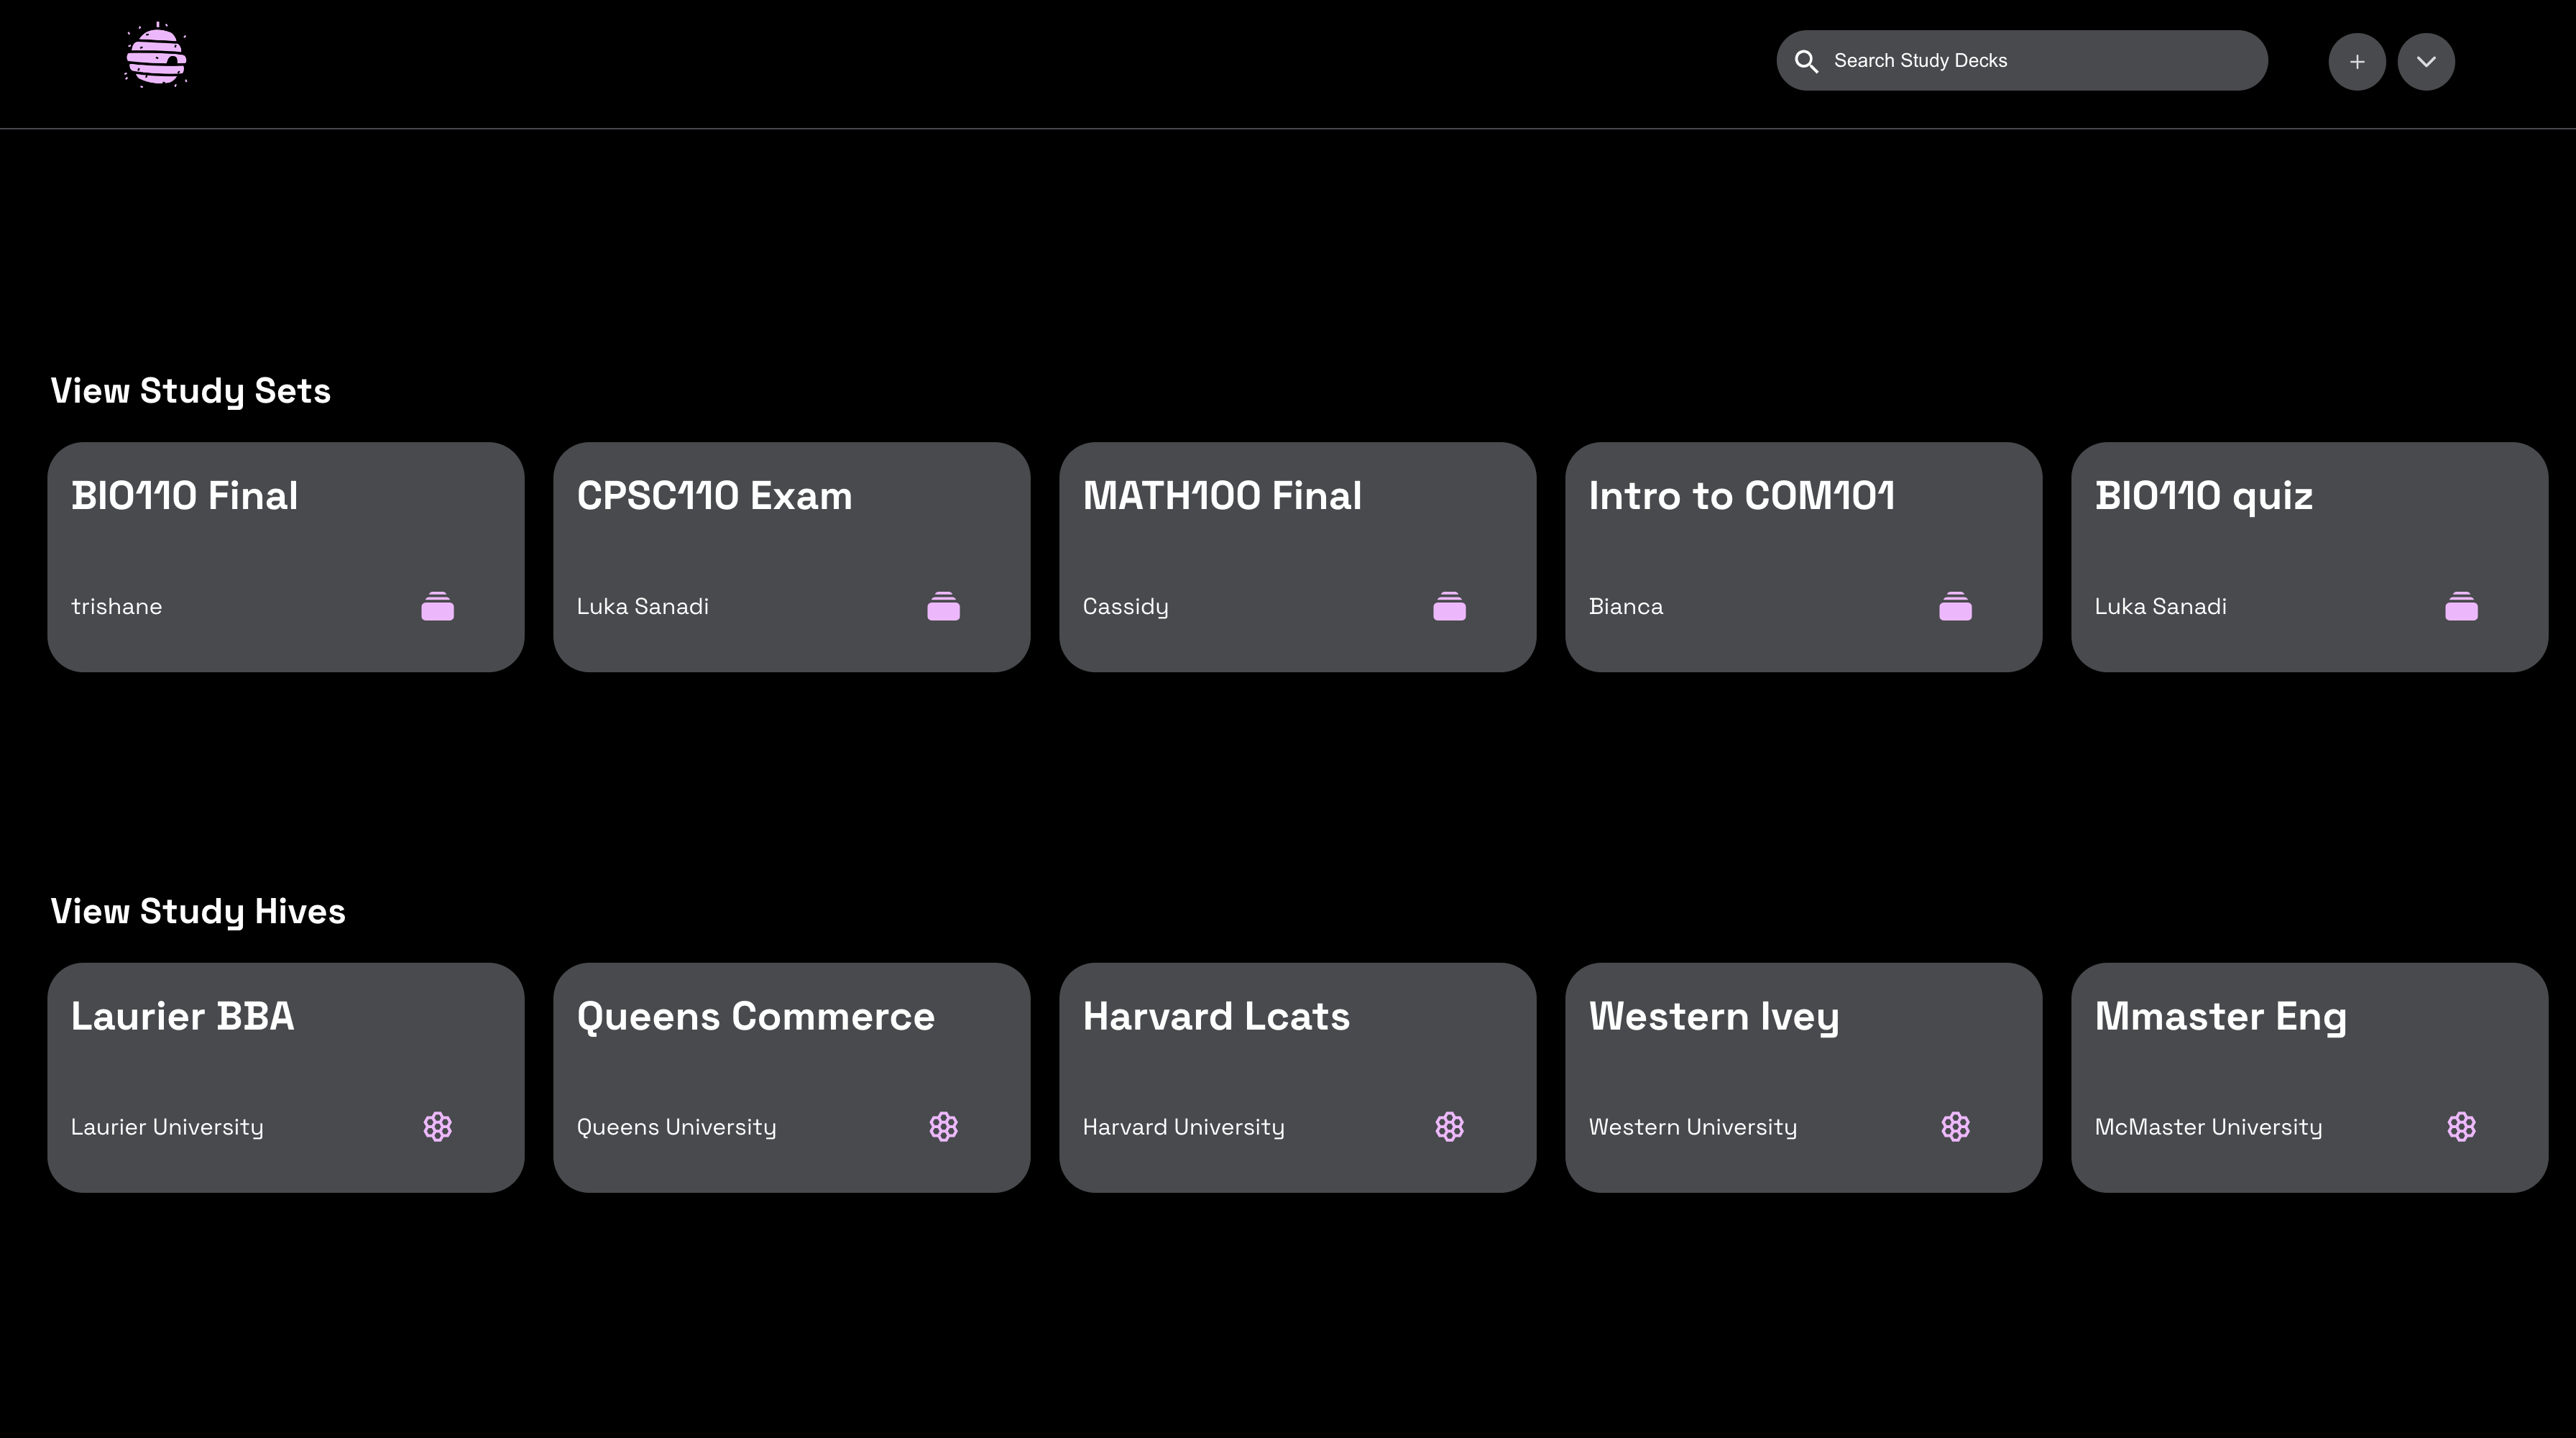 Search Study Decks
View Study Sets
BIO110 Final
trishane
CPSC110 Exam
Luka Sanadi
MATH100 Final
Cassidy
Intro to COM101
Bianca
BIO110 quiz
Luka Sanadi
View Study Hives
Laurier BBA
Laurier University
Queens Commerce
Queens University
Harvard Lcats
Harvard University
Western Ivey
Western University
Mmaster Eng
McMaster University